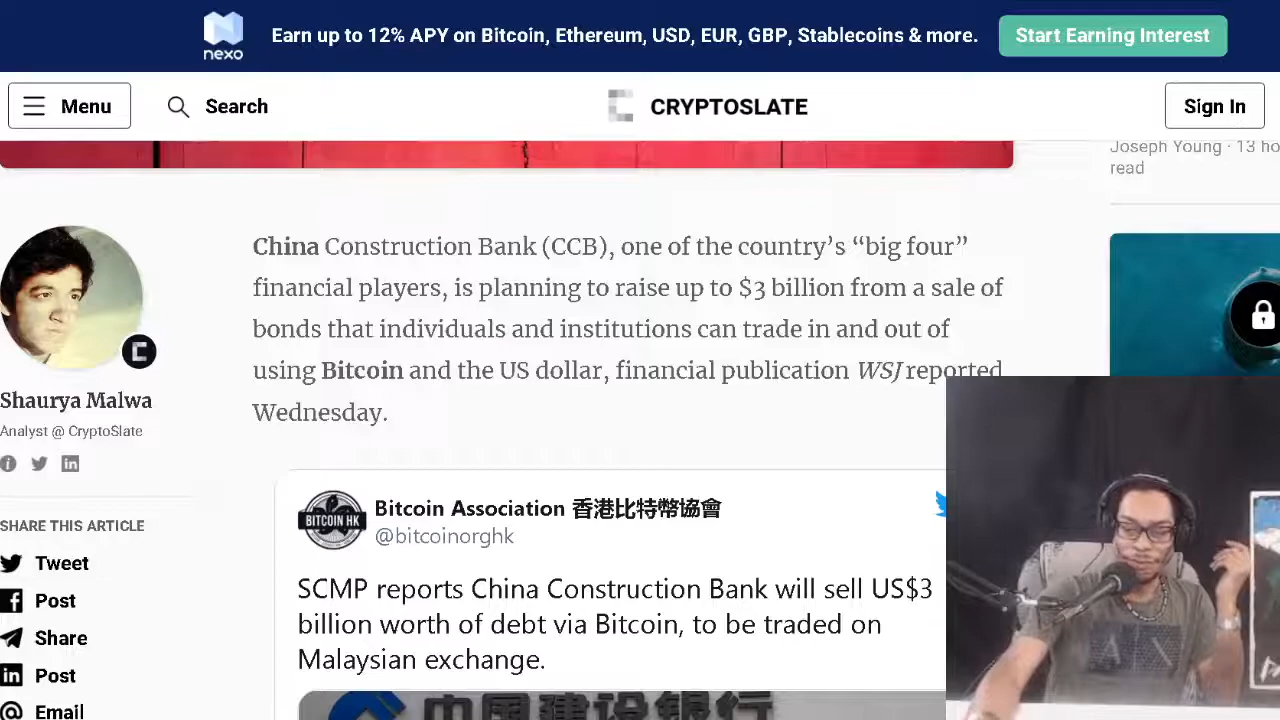 nexo
Earn up to 12% APY on Bitcoin, Ethereum, USD, EUR, GBP, Stablecoins & more.
Start Earning Interest
Menu
Search
CRYPTOSLATE
Sign In
Joseph Young · 13 ho
read
China Construction Bank (CCB), one of the country’s “big four”
financial players, is planning to raise up to $3 billion from a sale of
bonds that individuals and institutions can trade in and out of
using Bitcoin and the US dollar, financial publication WSJ reported
Wednesday.
Shaurya Malwa
Analyst @ CryptoSlate
SHARE THIS ARTICLE
Tweet
Post
Share
Post
Email
BITCOIN HK
Bitcoin Association 香港比特幣協會
@bitcoinorghk
SCMP reports China Construction Bank will sell US$3
billion worth of debt via Bitcoin, to be traded on
Malaysian exchange.
中国建设银行